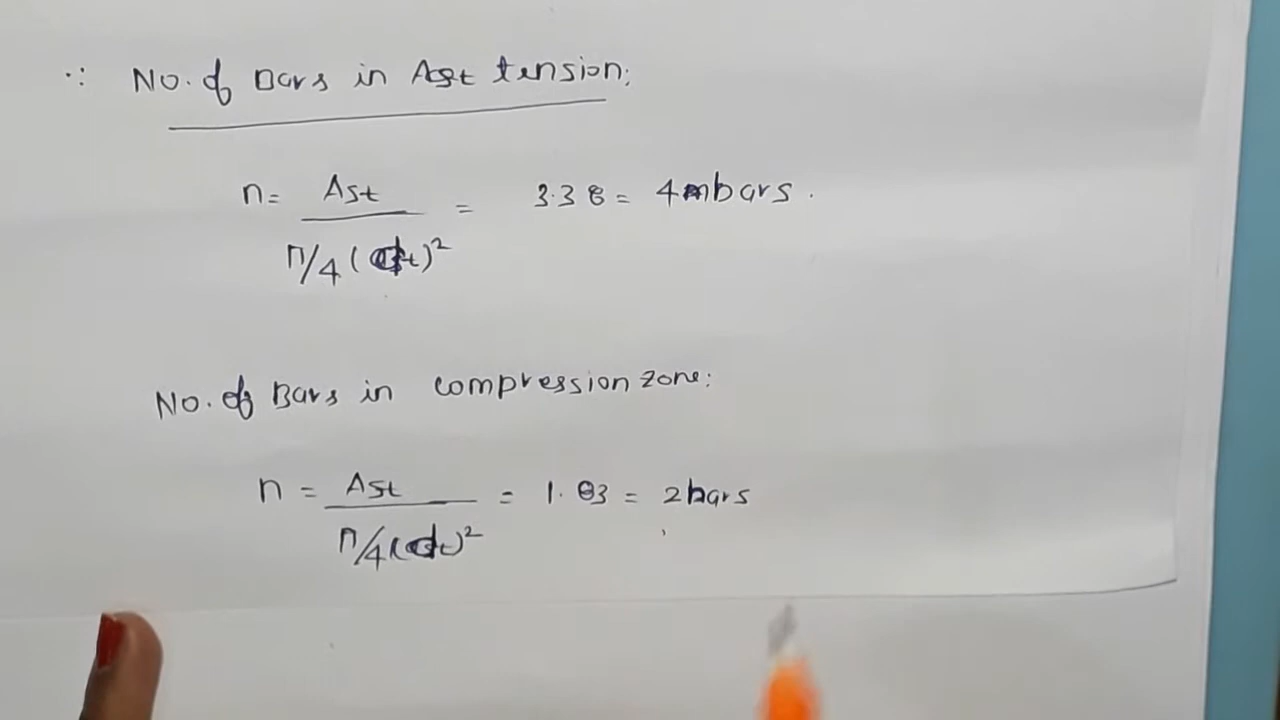 ∵ No. of Bars in Ast tension:
n= Ast / π/4 ( t)² = 3.38 = 4 bars.
No. of Bars in compression zone:
n = Ast / π/4( t)² = 1. 3 = 2 bars